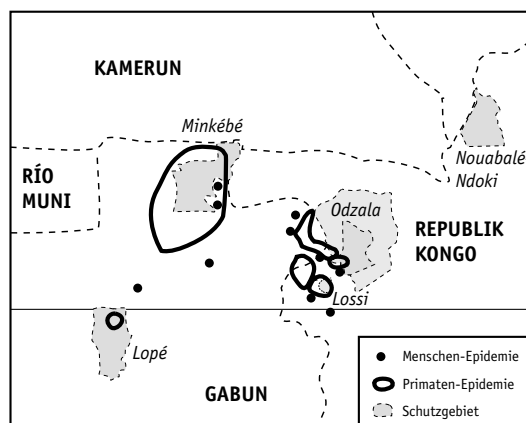 KAMERUN
Minkébé
Nouabalé
Ndoki
RÍO
MUNI
Odzala
REPUBLIK
KONGO
Lossi
Lopé
GABUN
Menschen-Epidemie
Primaten-Epidemie
Schutzgebiet